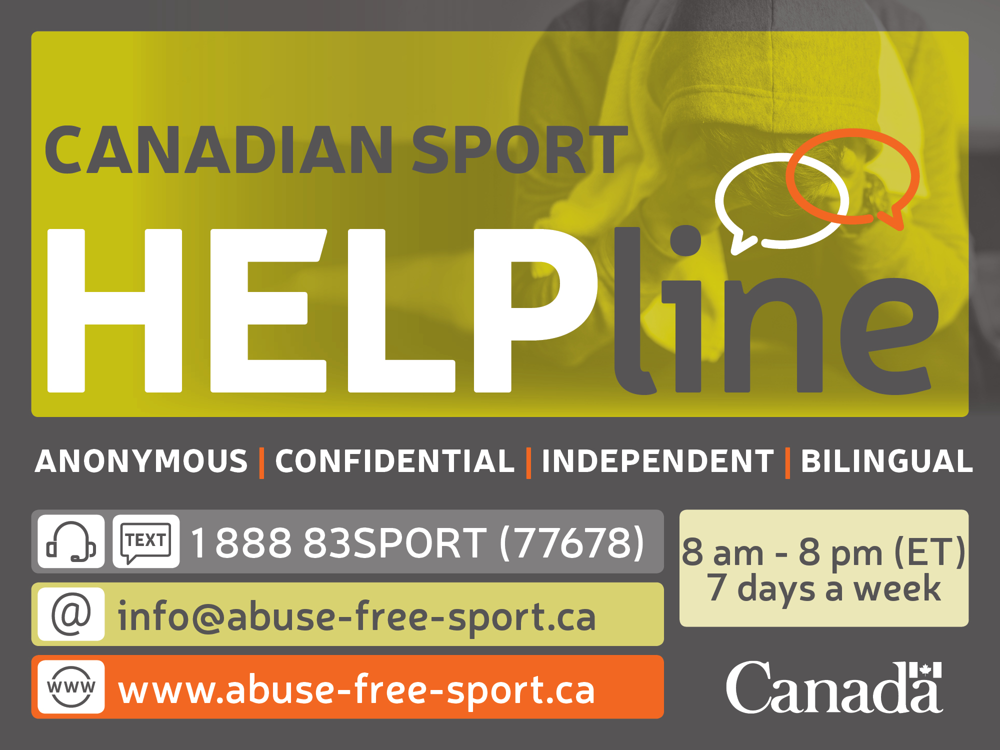 CANADIAN SPORT
HELPline
ANONYMOUS | CONFIDENTIAL | INDEPENDENT | BILINGUAL
TEXT 1 888 83SPORT (77678)
8 am - 8 pm (ET)
7 days a week
@ info@abuse-free-sport.ca
www www.abuse-free-sport.ca
Canada